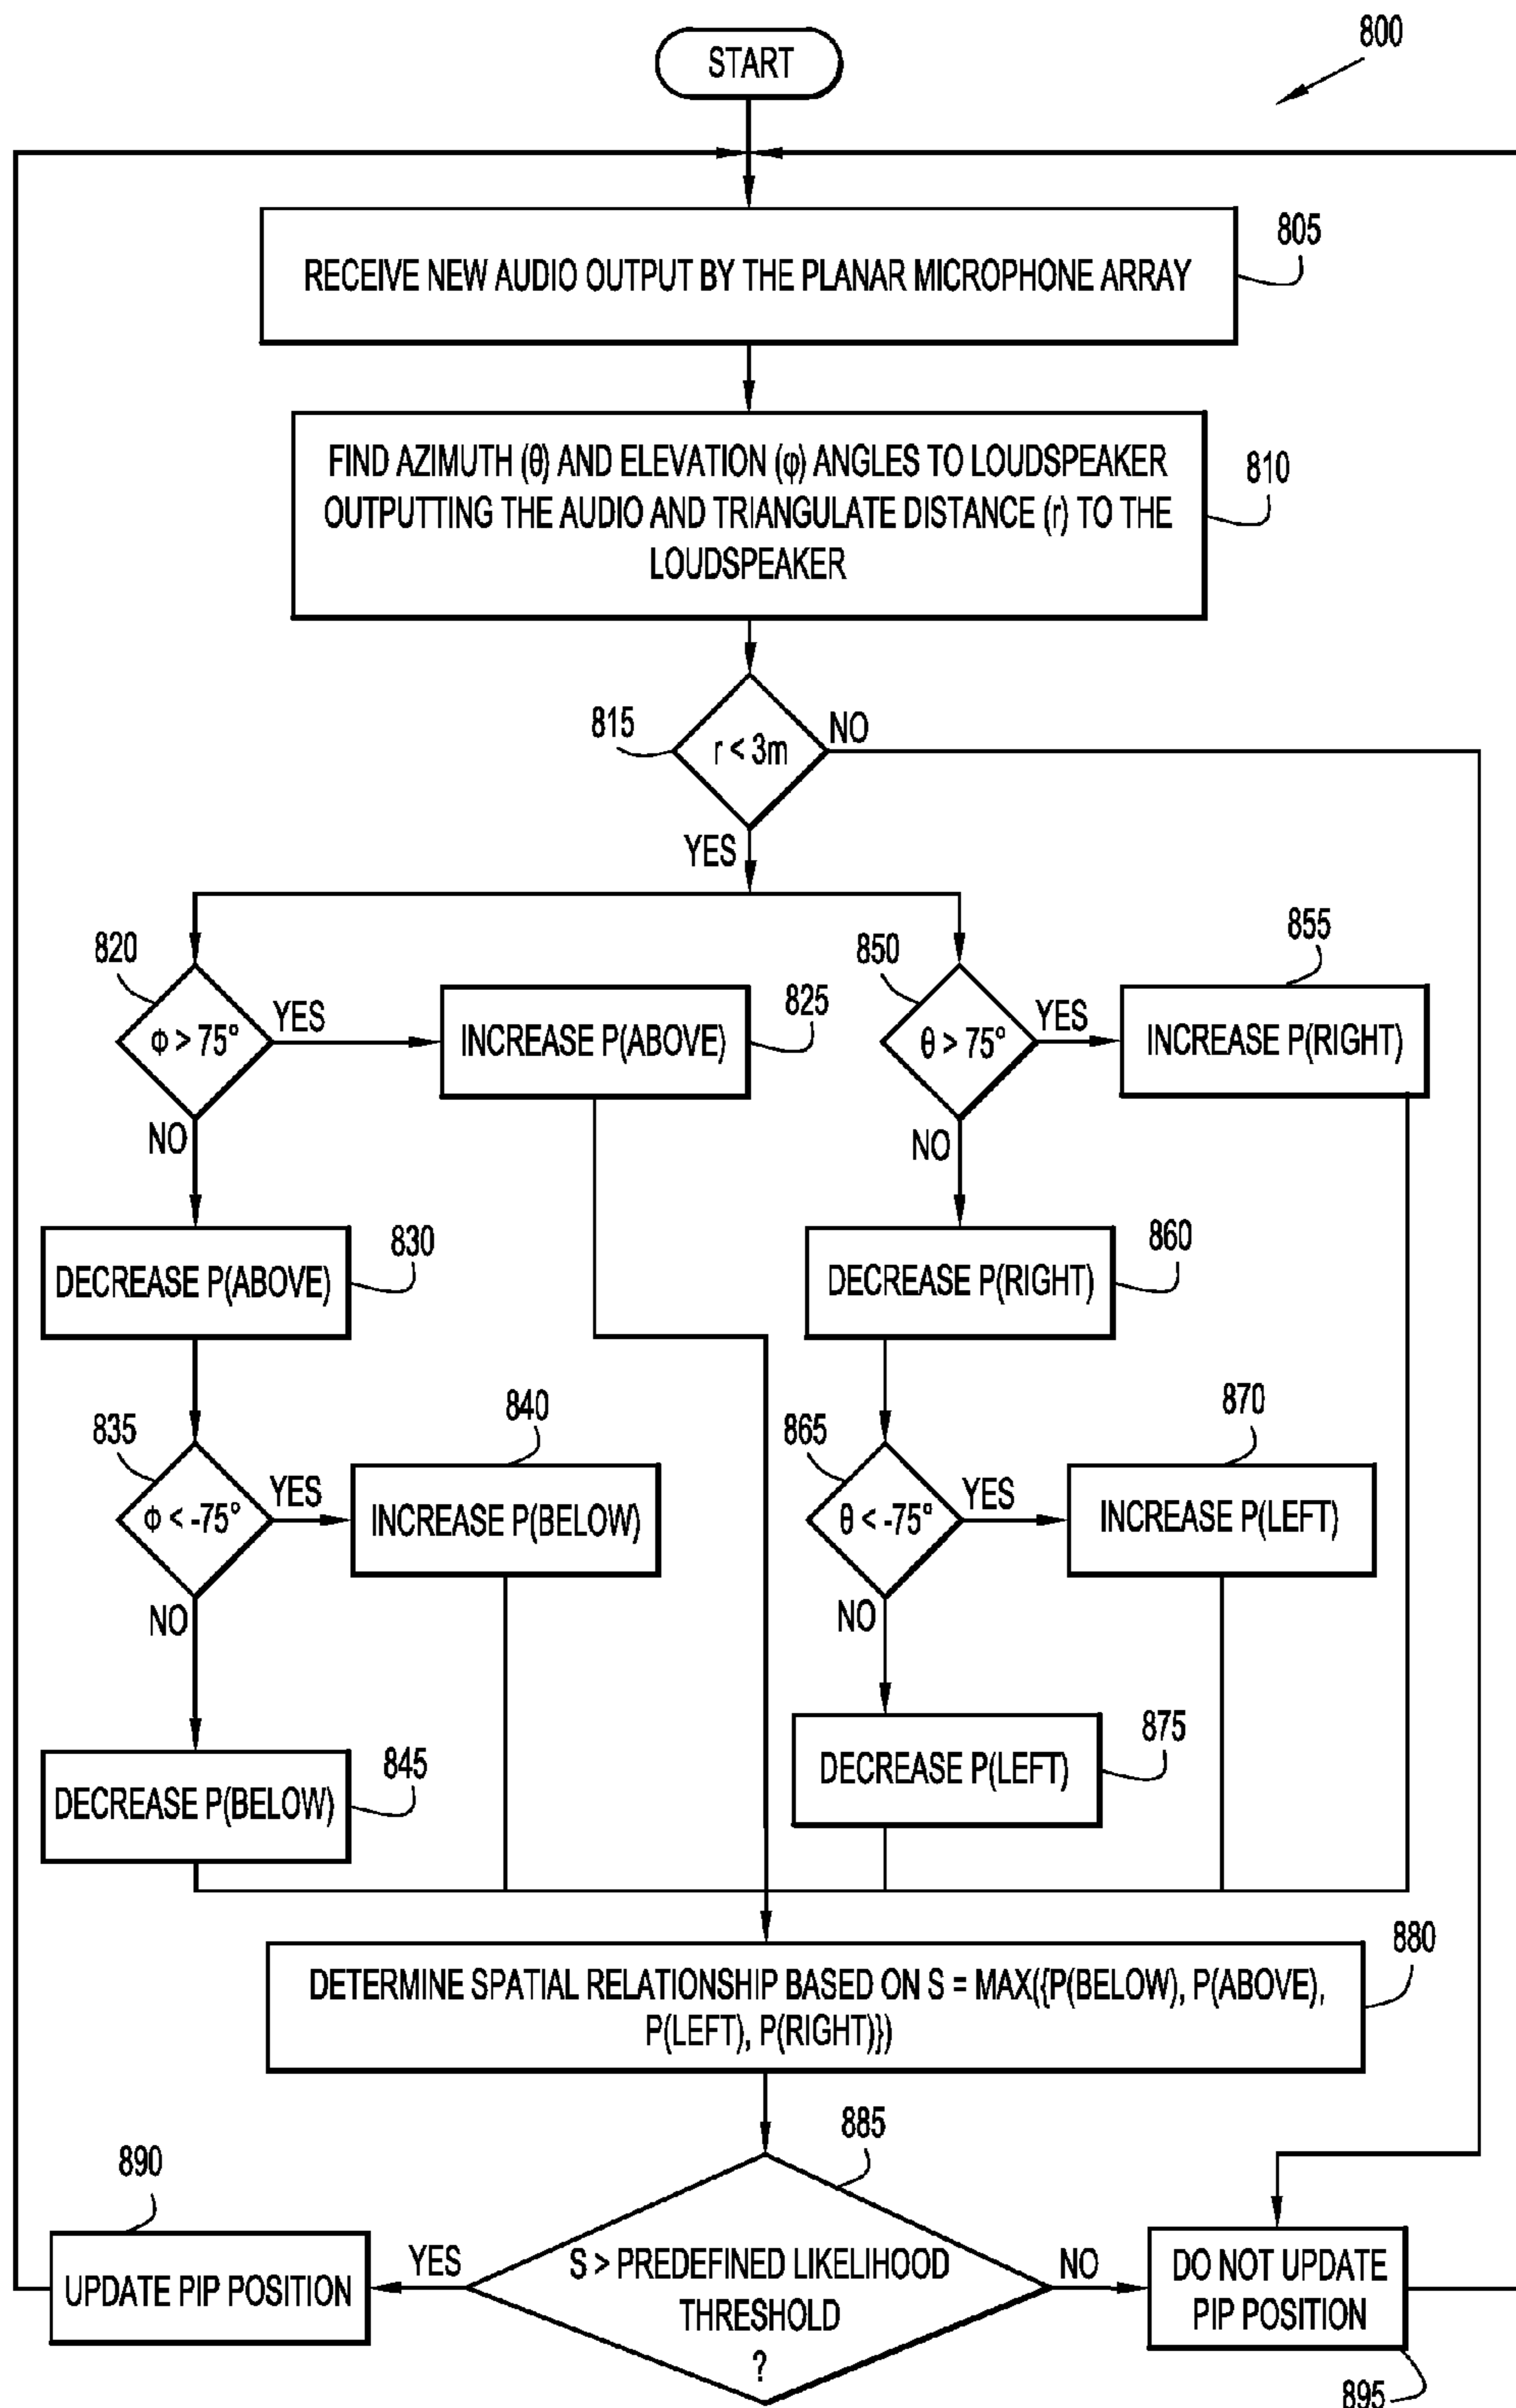 800
START
805
RECEIVE NEW AUDIO OUTPUT BY THE PLANAR MICROPHONE ARRAY
810
FIND AZIMUTH (θ) AND ELEVATION (φ) ANGLES TO LOUDSPEAKER
OUTPUTTING THE AUDIO AND TRIANGULATE DISTANCE (r) TO THE
LOUDSPEAKER
815
r < 3m
NO
YES
820
Φ > 75°
YES
NO
825
INCREASE P(ABOVE)
850
θ > 75°
YES
NO
855
INCREASE P(RIGHT)
830
DECREASE P(ABOVE)
860
DECREASE P(RIGHT)
835
Φ < -75°
YES
NO
840
INCREASE P(BELOW)
865
θ < -75°
YES
NO
870
INCREASE P(LEFT)
845
DECREASE P(BELOW)
875
DECREASE P(LEFT)
880
DETERMINE SPATIAL RELATIONSHIP BASED ON S = MAX({P(BELOW), P(ABOVE),
P(LEFT), P(RIGHT)})
885
S > PREDEFINED LIKELIHOOD
THRESHOLD
?
YES
NO
890
UPDATE PIP POSITION
DO NOT UPDATE
PIP POSITION
895